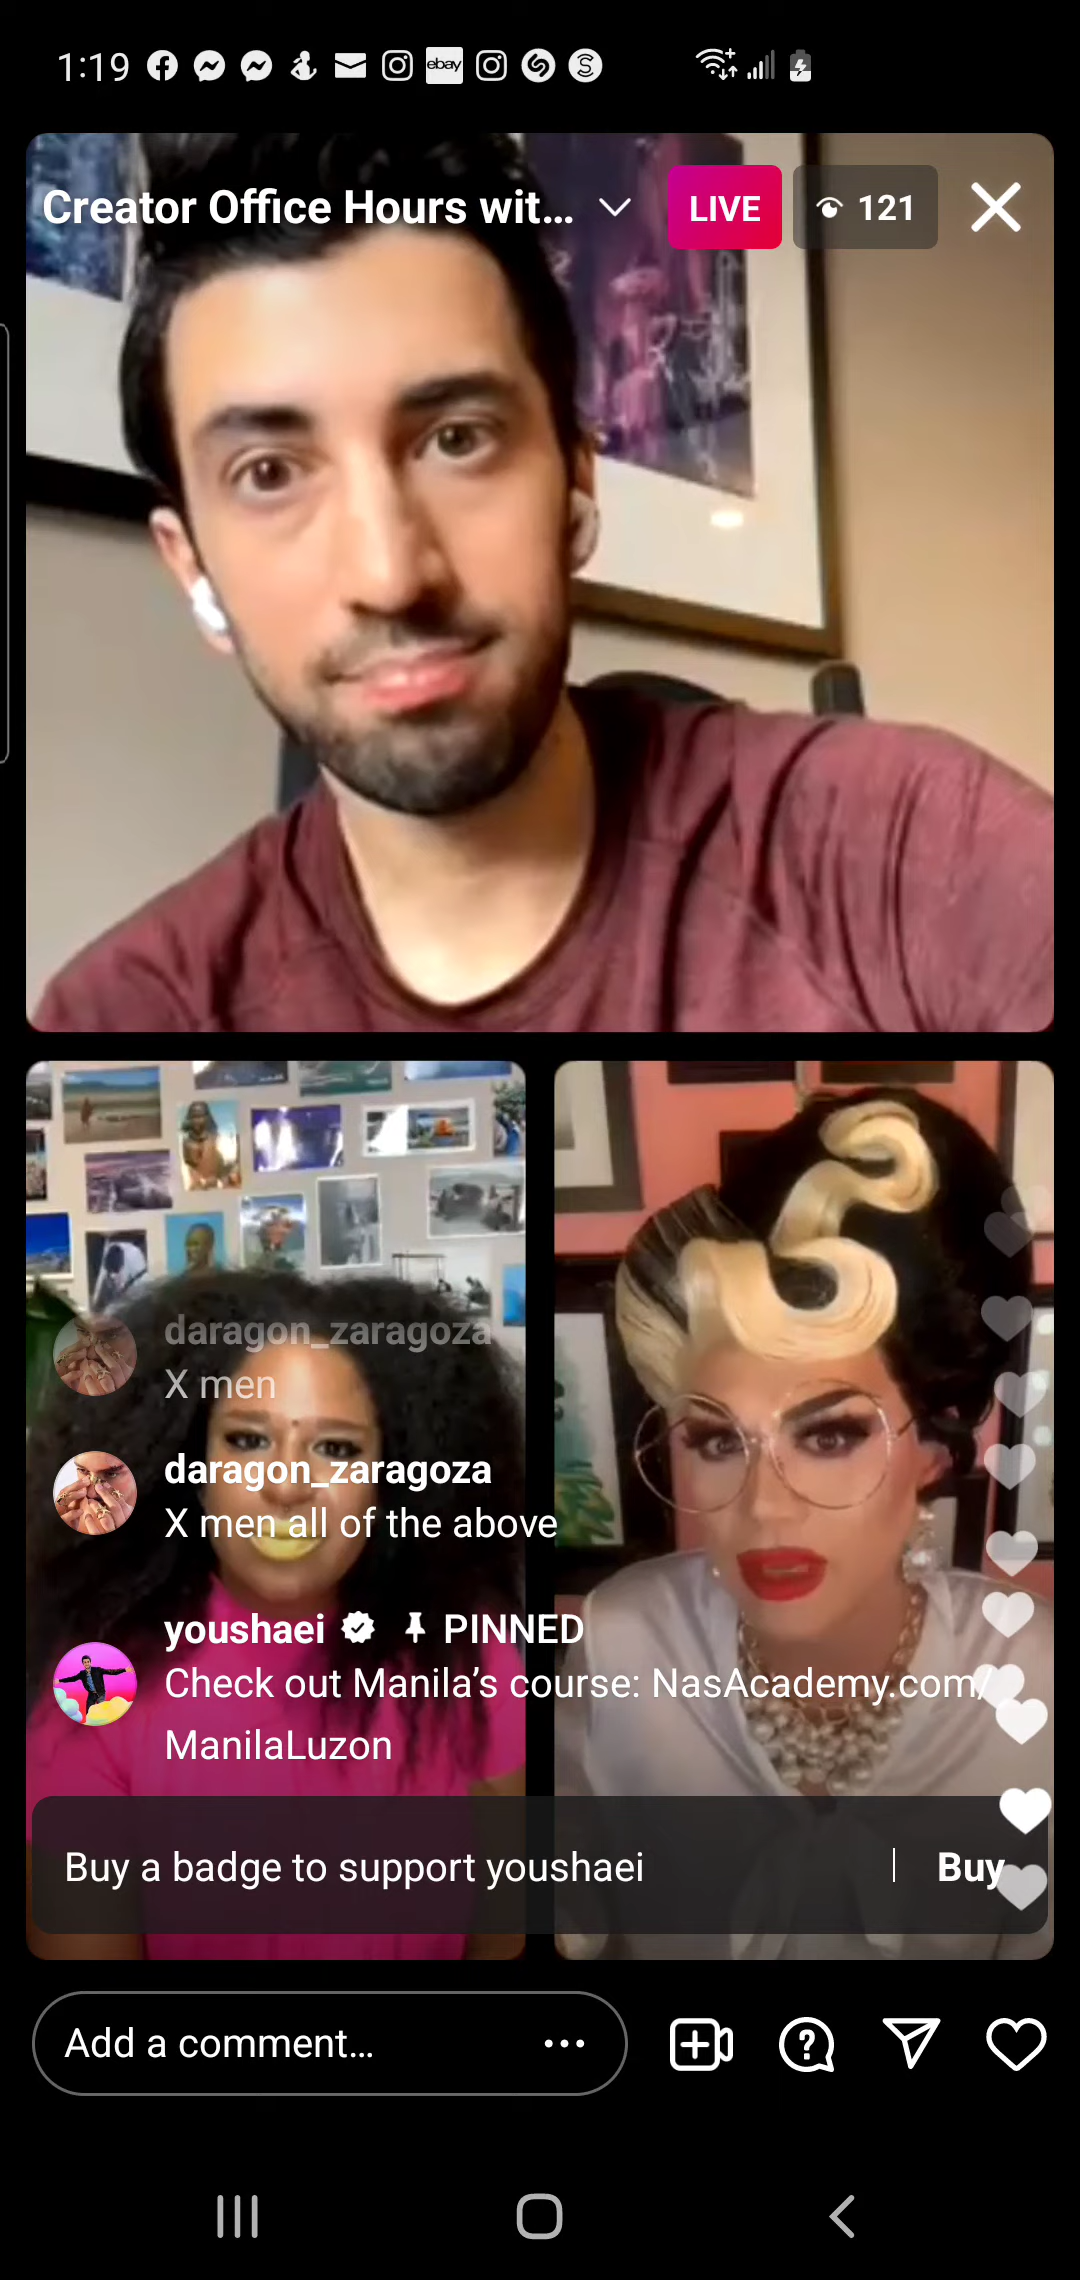 1:19
ebay
Creator Office Hours wit...
LIVE
121
daragon_zaragoza
X men
daragon_zaragoza
X men all of the above
youshaei PINNED
Check out Manila’s course: NasAcademy.com/
ManilaLuzon
Buy a badge to support youshaei | Buy
Add a comment...